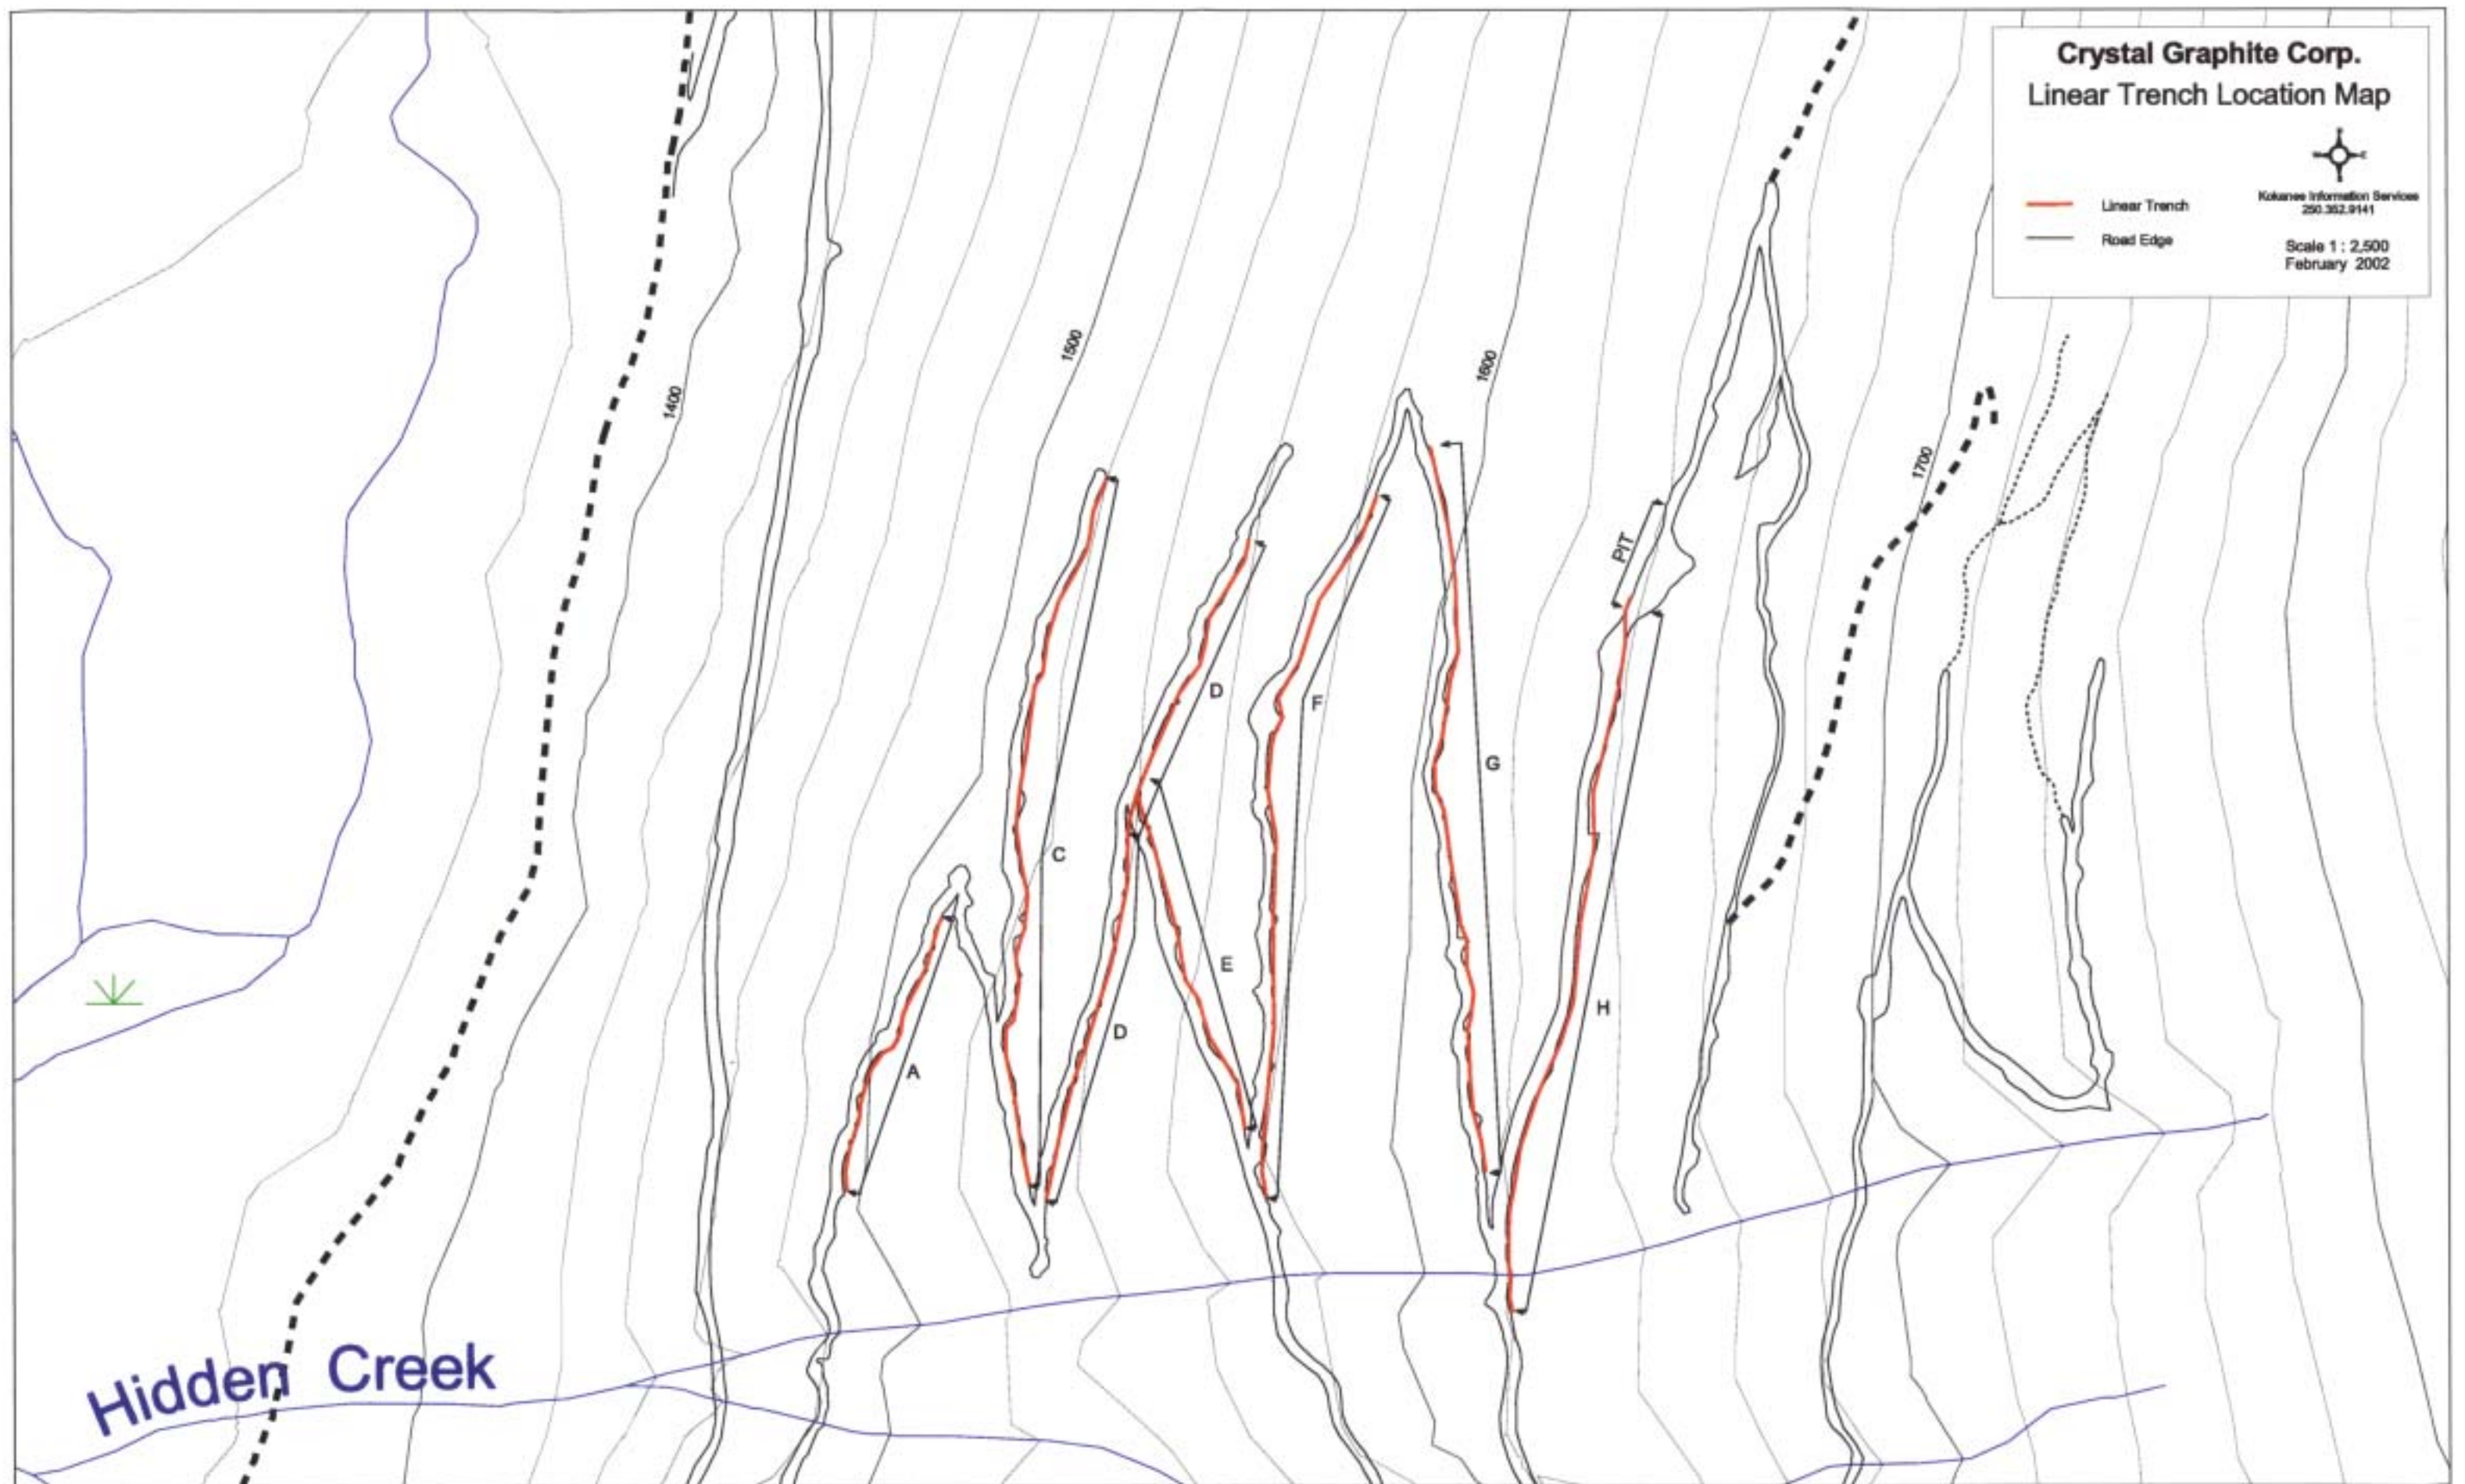 Crystal Graphite Corp.
Linear Trench Location Map
E
Kokanee Information Services
250.352.9141
Linear Trench
Road Edge
Scale 1 : 2,500
February 2002
1400
1500
1600
1700
PIT
D
F
G
C
E
H
D
A
Hidden Creek